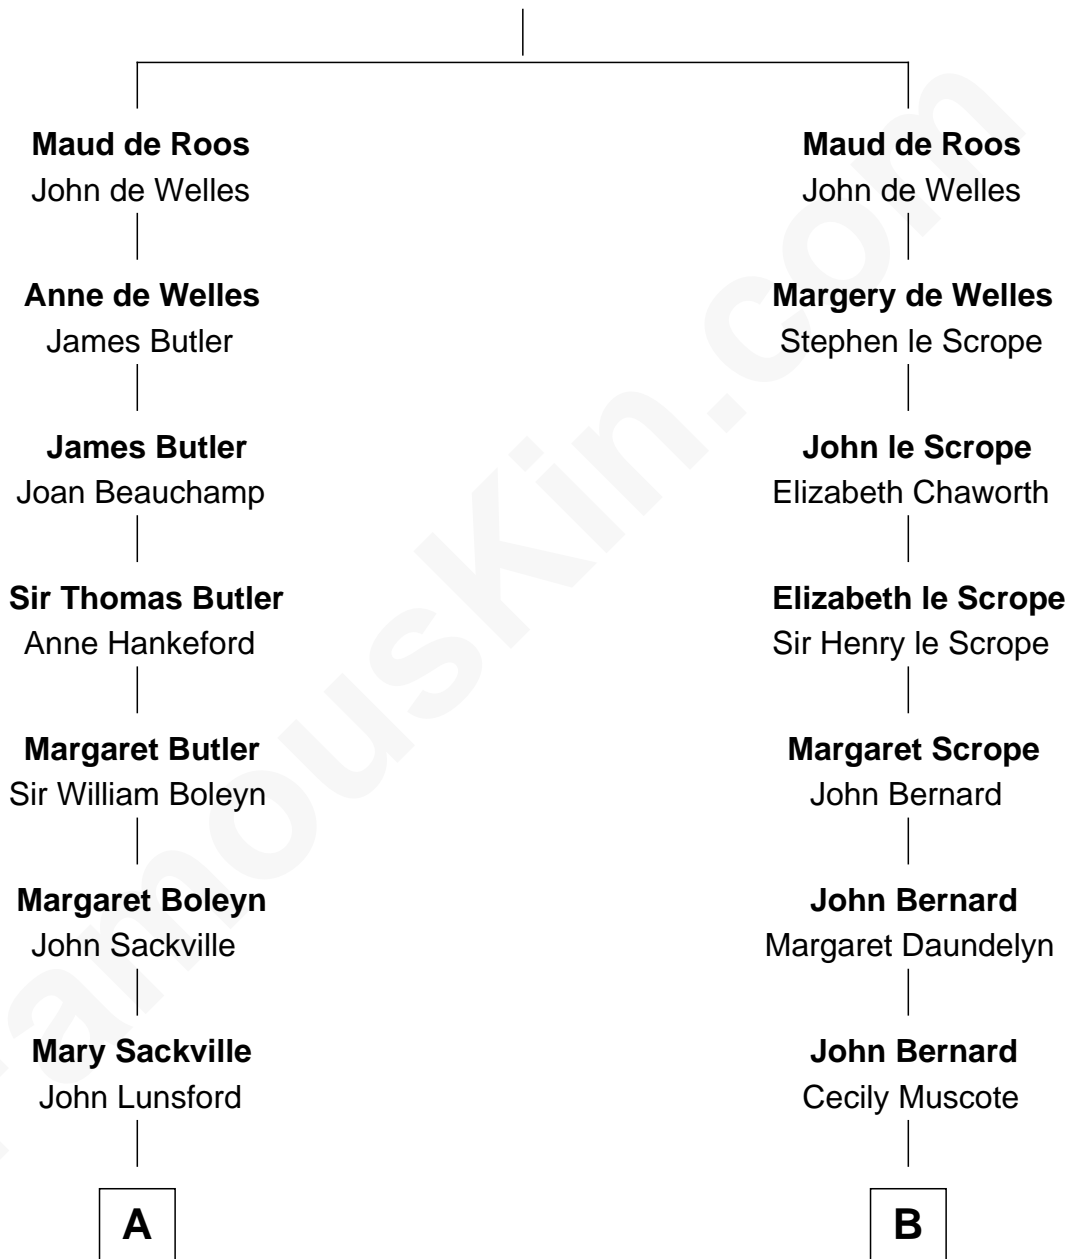 Maud de Roos
John de Welles
Anne de Welles
James Butler
James Butler
Joan Beauchamp
Sir Thomas Butler
Anne Hankeford
Margaret Butler
Sir William Boleyn
Margaret Boleyn
John Sackville
Mary Sackville
John Lunsford
A
Maud de Roos
John de Welles
Margery de Welles
Stephen le Scrope
John le Scrope
Elizabeth Chaworth
Elizabeth le Scrope
Sir Henry le Scrope
Margaret Scrope
John Bernard
John Bernard
Margaret Daundelyn
John Bernard
Cecily Muscote
B
FamousKin.com